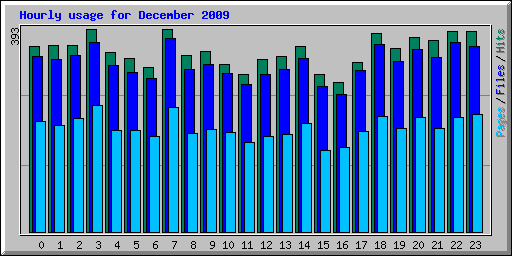 Hourly usage for December 2009
393
Pages/Files/Hits
0 1 2 3 4 5 6 7 8 9 10 11 12 13 14 15 16 17 18 19 20 21 22 23